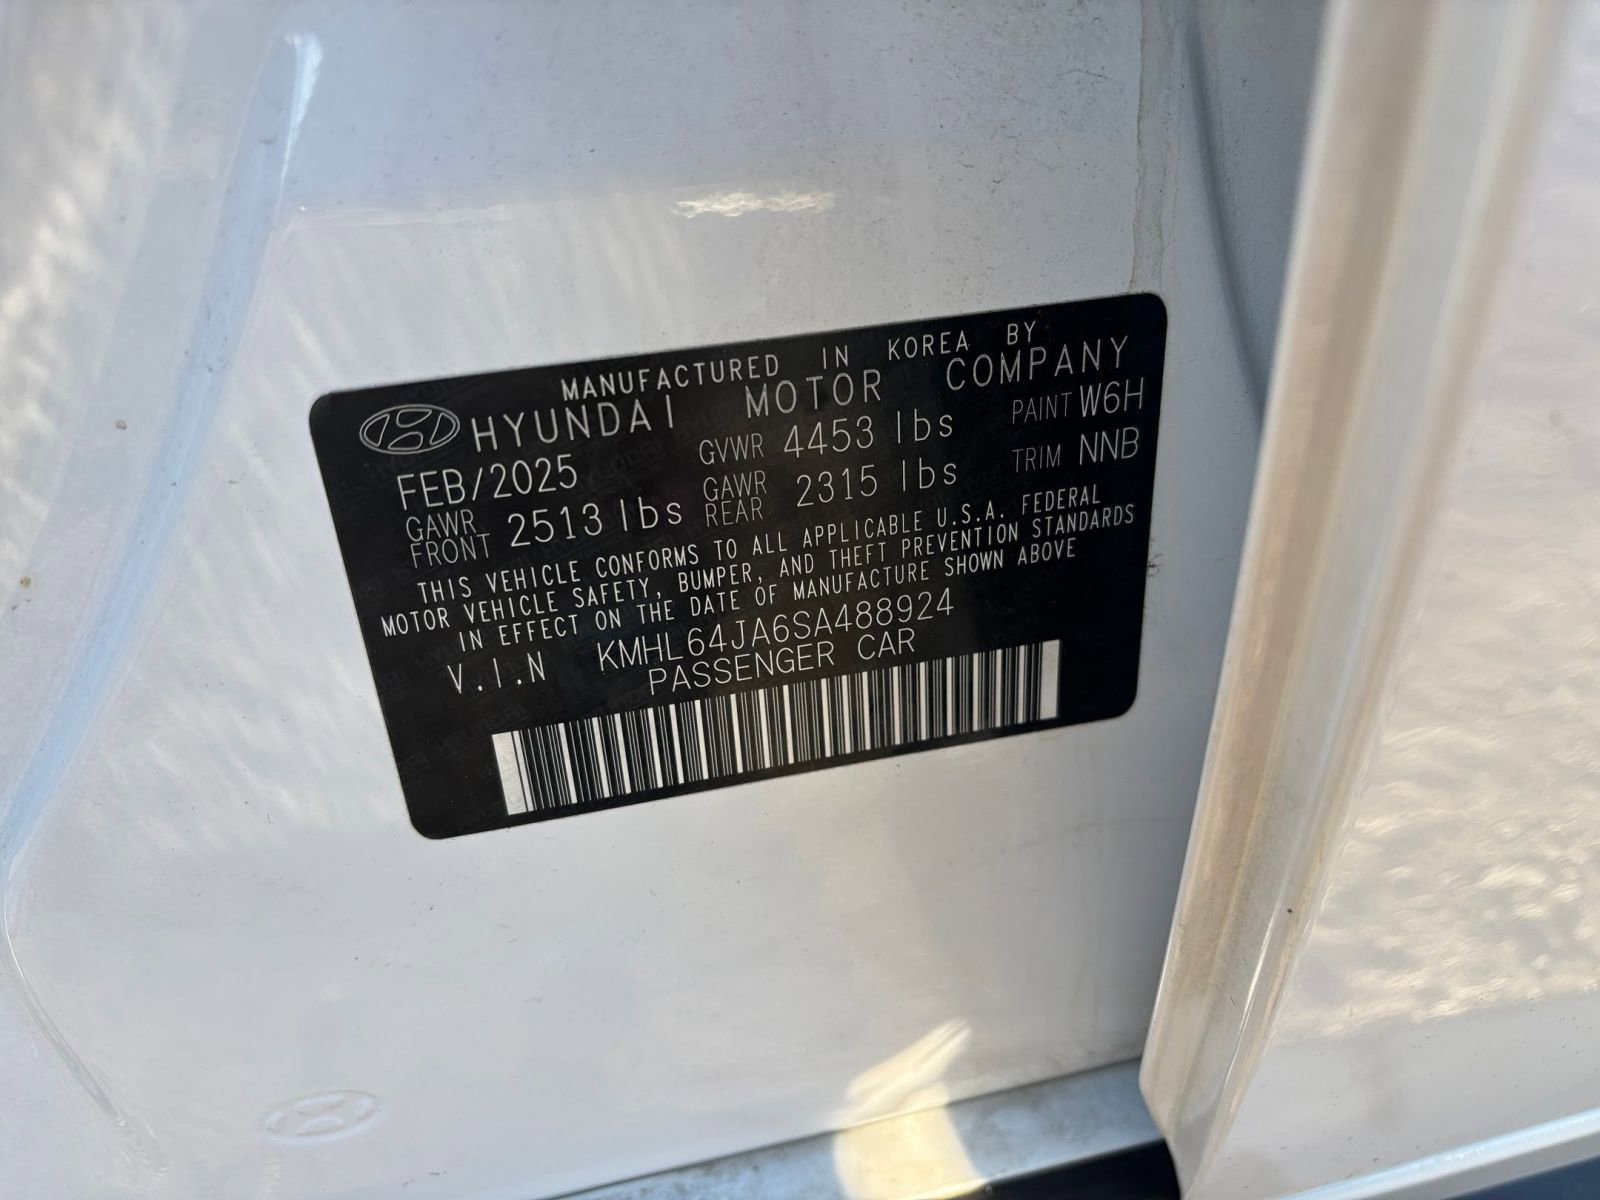 MANUFACTURED IN KOREA BY
HYUNDAI MOTOR COMPANY
FEB/2025 GVWR 4453 lbs PAINT W6H
GAWR FRONT 2513 lbs GAWR REAR 2315 lbs TRIM NNB
THIS VEHICLE CONFORMS TO ALL APPLICABLE U.S.A. FEDERAL
MOTOR VEHICLE SAFETY, BUMPER, AND THEFT PREVENTION STANDARDS
IN EFFECT ON THE DATE OF MANUFACTURE SHOWN ABOVE
V.I.N KMHL64JA6SA488924
PASSENGER CAR